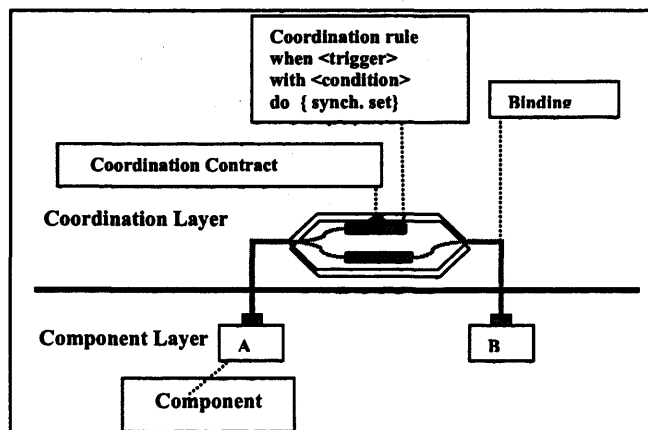 Coordination rule
when <trigger>
with <condition>
do { synch. set}
Binding
Coordination Contract
Coordination Layer
Component Layer
A
B
Component